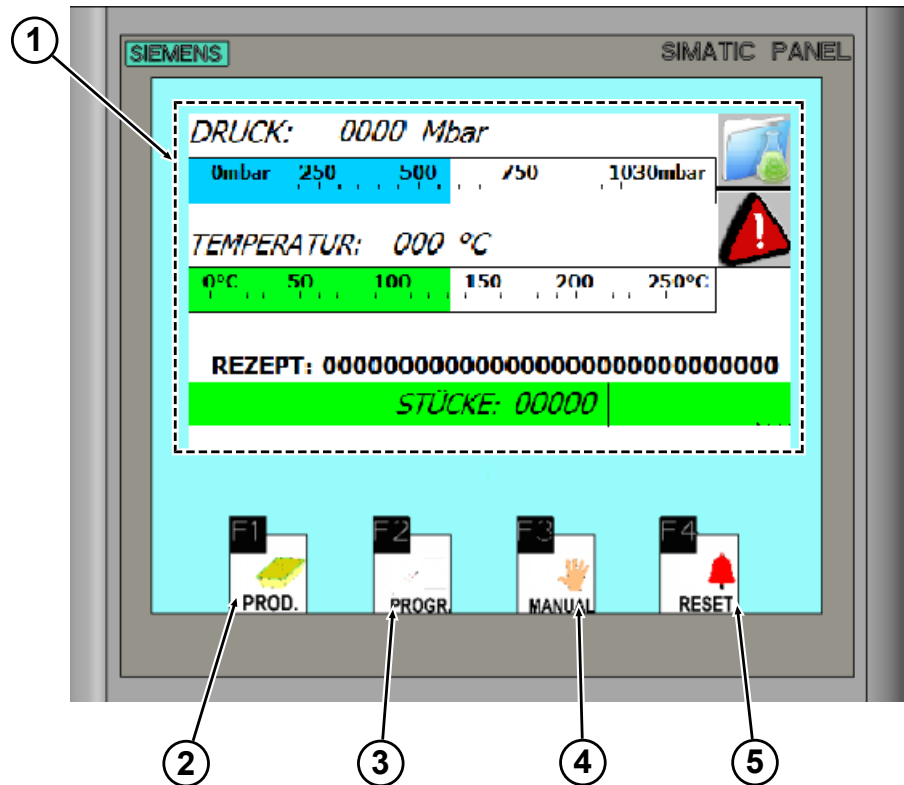 1
SIEMENS
SIMATIC PANEL
DRUCK: 0000 Mbar
0mbar 250 500 750 1030mbar
TEMPERATUR: 000 °C
0°C 50 100 150 200 250°C
REZEPT: 00000000000000000000000000000000
STÜCKE: 00000
F1 F2 F3 F4
PROD. PROGR. MANUAL RESET
2 3 4 5